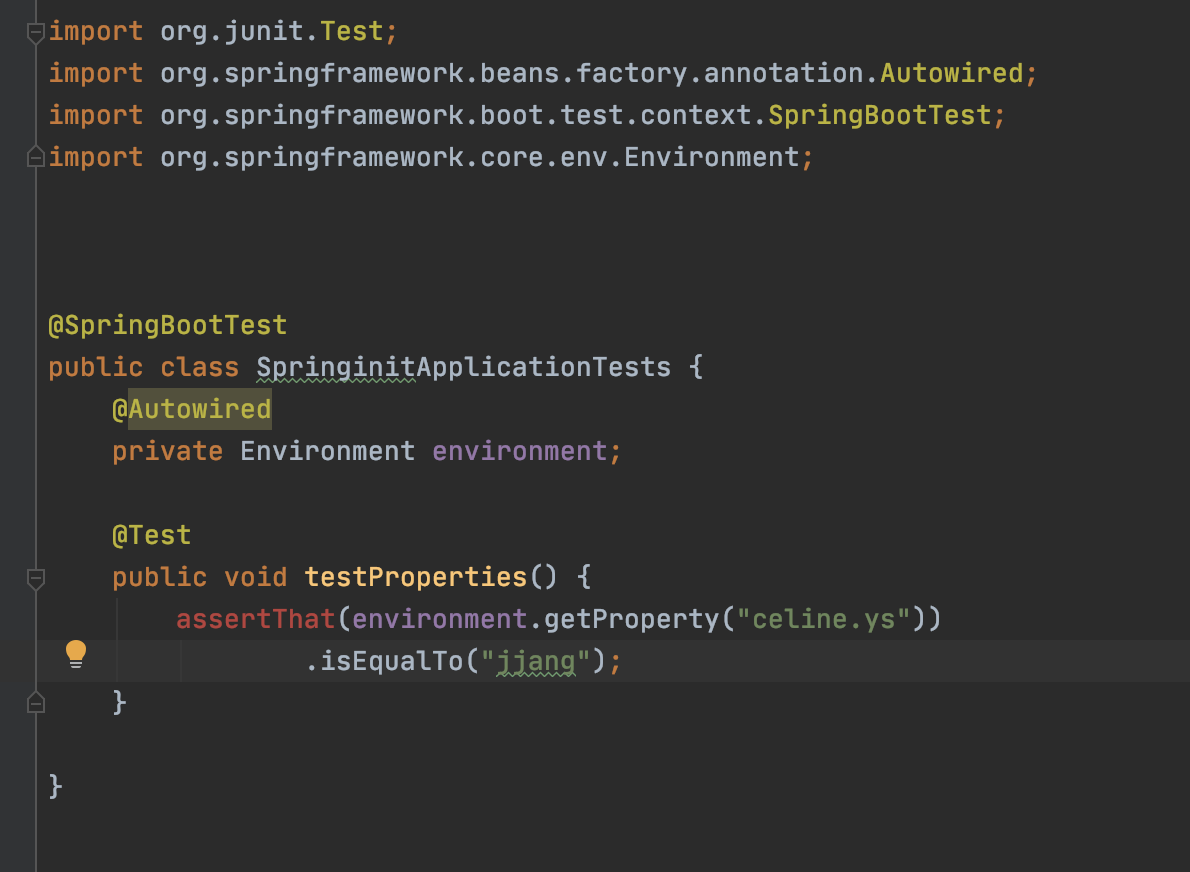 import org.junit.Test;
import org.springframework.beans.factory.annotation.Autowired;
import org.springframework.boot.test.context.SpringBootTest;
import org.springframework.core.env.Environment;
@SpringBootTest
public class SpringinitApplicationTests {
@Autowired
private Environment environment;
@Test
public void testProperties() {
assertThat(environment.getProperty("celine.ys"))
.isEqualTo("jjang");
}
}